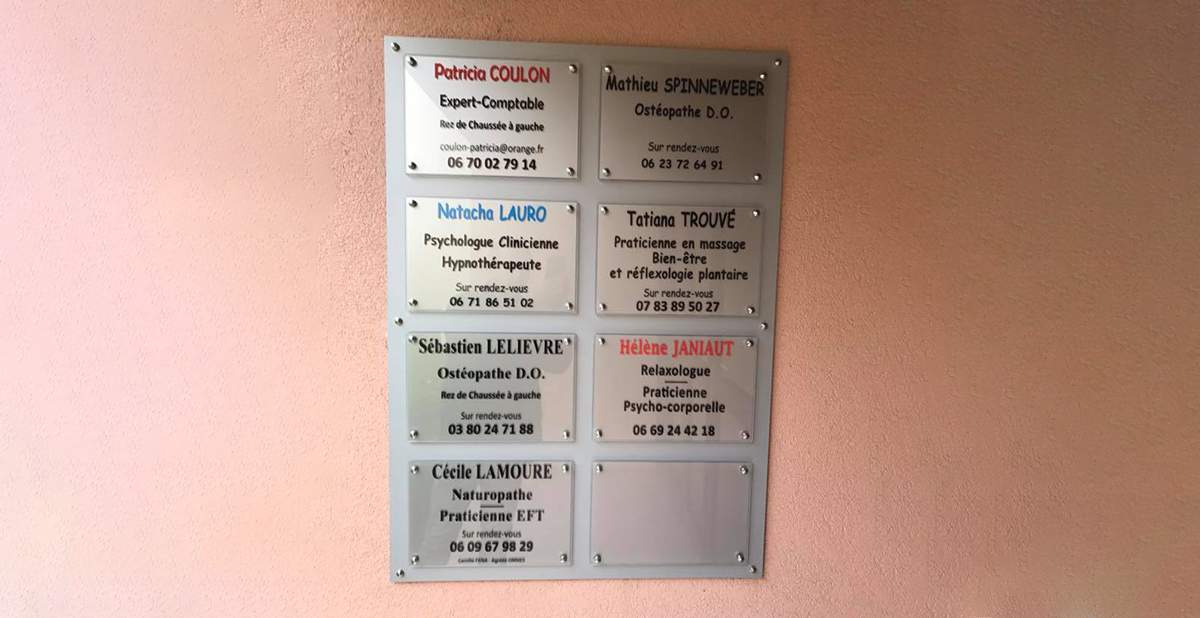 Patricia COULON
Expert-Comptable
Rez de Chaussée à gauche
coulon-patricia@orange.fr
06 70 02 79 14
Mathieu SPINNEWEBER
Ostéopathe D.O.
Sur rendez-vous
06 23 72 64 91
Natacha LAURO
Psychologue Clinicienne
Hypnothérapeute
Sur rendez-vous
06 71 86 51 02
Tatiana TROUVÉ
Praticienne en massage
Bien-être
et réflexologie plantaire
Sur rendez-vous
07 83 89 50 27
Sébastien LELIEVRE
Ostéopathe D.O.
Rez de Chaussée à gauche
Sur rendez-vous
03 80 24 71 88
Hélène JANIAUT
Relaxologue
Praticienne
Psycho-corporelle
06 69 24 42 18
Cécile LAMOURE
Naturopathe
Praticienne EFT
Sur rendez-vous
06 09 67 98 29